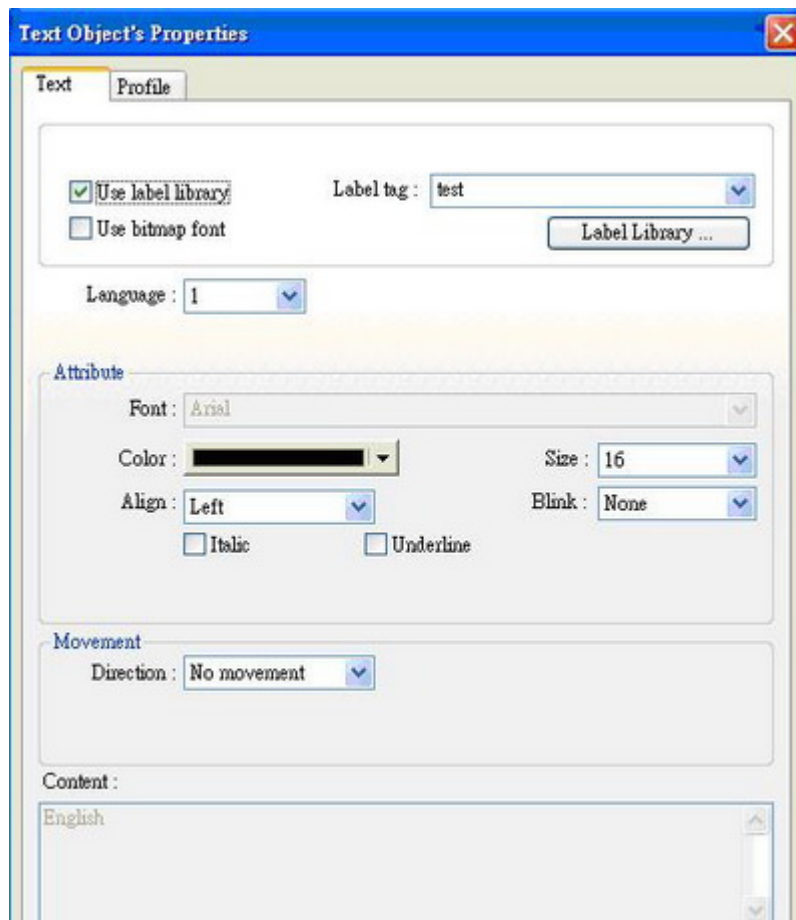 Text Object's Properties
Text Profile
Use label library Label tag : test
Use bitmap font Label Library ...
Language : 1
Attribute
Font : Arial
Color : Size : 16
Align : Left Blink : None
Italic Underline
Movement
Direction : No movement
Content :
English